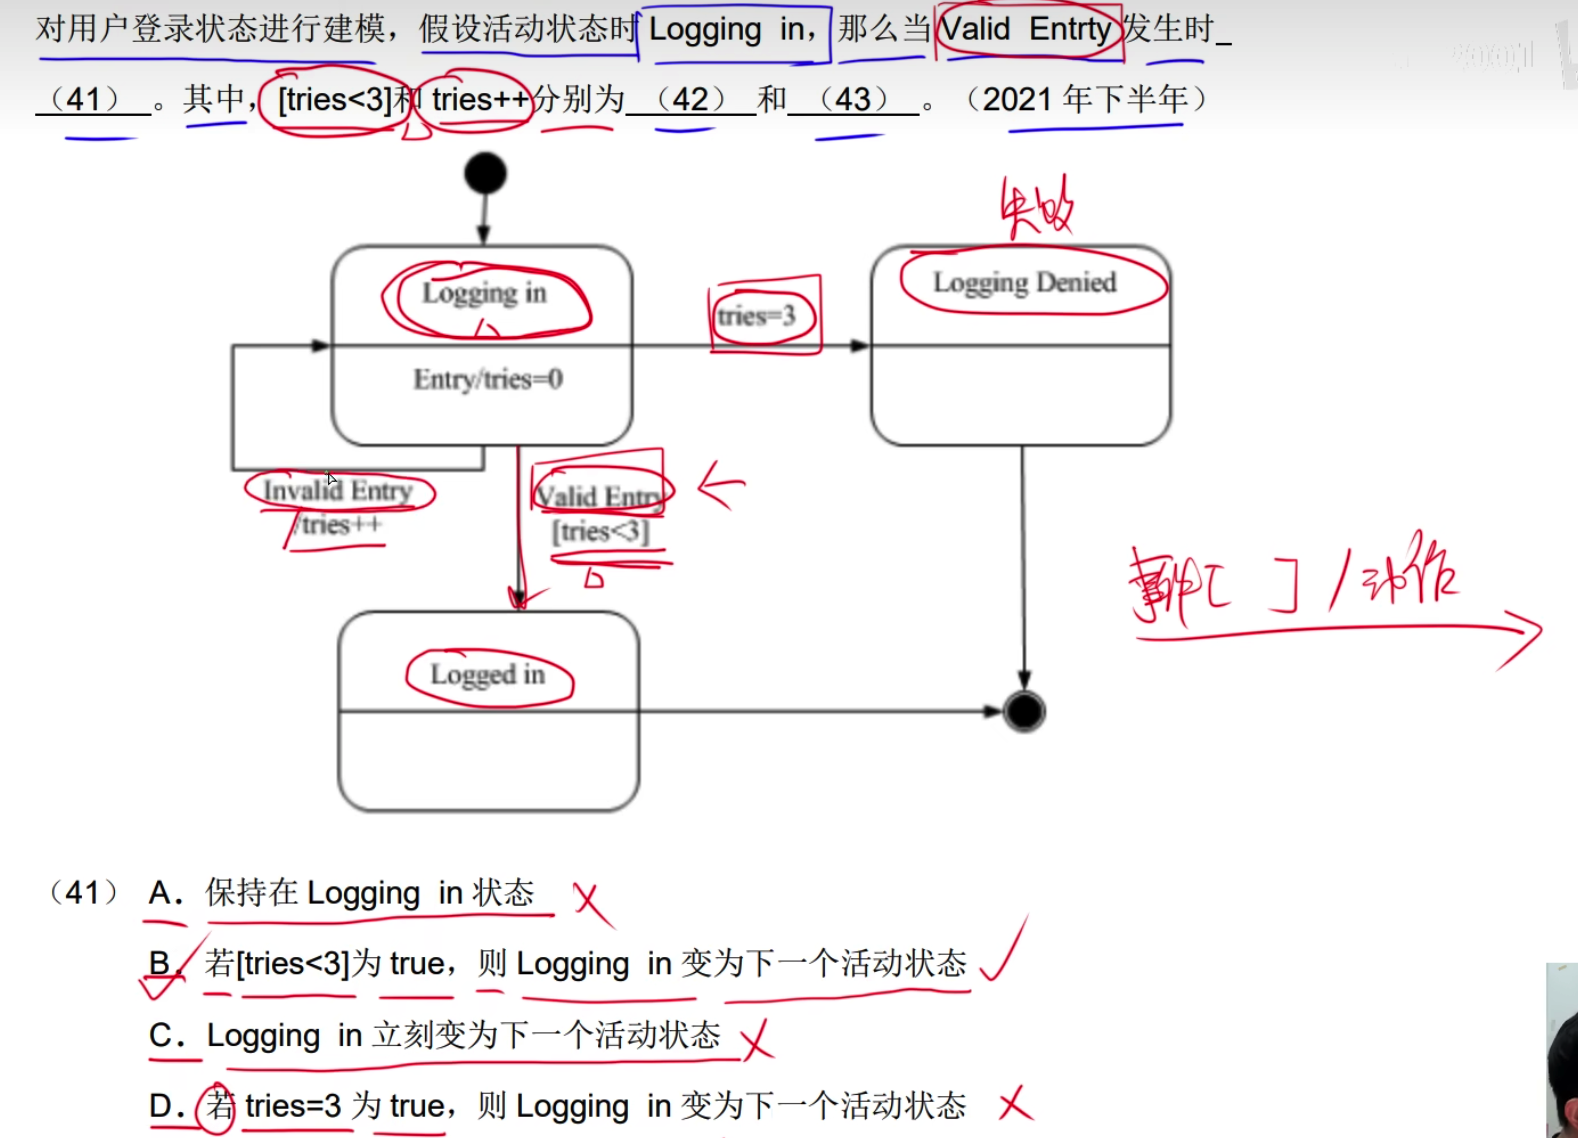 对用户登录状态进行建模，假设活动状态时 Logging in，那么当 Valid Entrty 发生时_
（41）。其中，[tries<3]和 tries++分别为（42）和（43）。（2021 年下半年）
失败
Logging in
Logging Denied
tries=3
Entry/tries=0
Invalid Entry
/tries++
Valid Entry
[tries<3]
事件[ ] /动作
Logged in
（41） A. 保持在 Logging in 状态
B. 若[tries<3]为 true，则 Logging in 变为下一个活动状态
C. Logging in 立刻变为下一个活动状态
D. 若 tries=3 为 true，则 Logging in 变为下一个活动状态